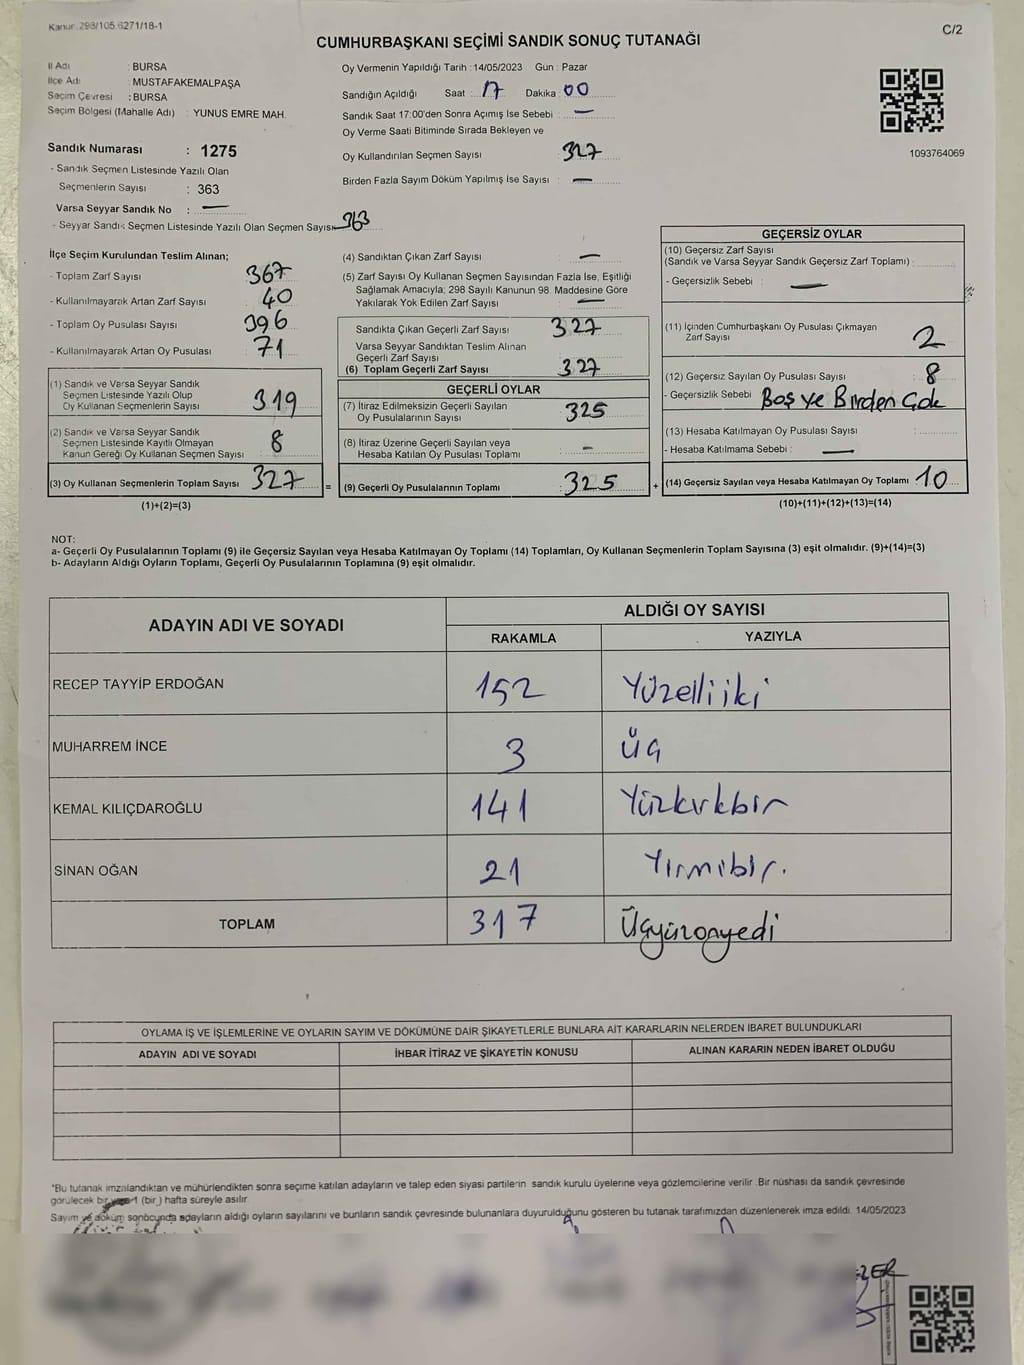 Kanun 298/105.6271/18-1
C/2
CUMHURBAŞKANI SEÇİMİ SANDIK SONUÇ TUTANAĞI
İl Adı : BURSA
İlçe Adı : MUSTAFAKEMALPAŞA
Seçim Çevresi : BURSA
Seçim Bölgesi (Mahalle Adı) : YUNUS EMRE MAH.
Sandık Numarası : 1275
- Sandık Seçmen Listesinde Yazılı Olan
Seçmenlerin Sayısı : 363
Varsa Seyyar Sandık No : —
- Seyyar Sandık Seçmen Listesinde Yazılı Olan Seçmen Sayısı 363
Oy Vermenin Yapıldığı Tarih : 14/05/2023 Gün : Pazar
Sandığın Açıldığı Saat : 17 Dakika : 00
Sandık Saat 17:00'den Sonra Açımış İse Sebebi : —
Oy Verme Saati Bitiminde Sırada Bekleyen ve
Oy Kullandırılan Seçmen Sayısı : 327
Birden Fazla Sayım Döküm Yapılmış İse Sayısı : —
1093764069
İlçe Seçim Kurulundan Teslim Alınan;
- Toplam Zarf Sayısı 367
- Kullanılmayarak Artan Zarf Sayısı 40
- Toplam Oy Pusulası Sayısı 396
- Kullanılmayarak Artan Oy Pusulası 71
(1) Sandık ve Varsa Seyyar Sandık
Seçmen Listesinde Yazılı Olup
Oy Kullanan Seçmenlerin Sayısı 319
(2) Sandık ve Varsa Seyyar Sandık
Seçmen Listesinde Kayıtlı Olmayan
Kanun Gereği Oy Kullanan Seçmen Sayısı 8
(3) Oy Kullanan Seçmenlerin Toplam Sayısı 327 =
(1)+(2)=(3)
(4) Sandıktan Çıkan Zarf Sayısı —
(5) Zarf Sayısı Oy Kullanan Seçmen Sayısından Fazla İse, Eşitliği
Sağlamak Amacıyla; 298 Sayılı Kanunun 98. Maddesine Göre
Yakılarak Yok Edilen Zarf Sayısı —
Sandıkta Çıkan Geçerli Zarf Sayısı 327
Varsa Seyyar Sandıktan Teslim Alınan
Geçerli Zarf Sayısı
(6) Toplam Geçerli Zarf Sayısı 327
GEÇERLİ OYLAR
(7) İtiraz Edilmeksizin Geçerli Sayılan
Oy Pusulalarının Sayısı 325
(8) İtiraz Üzerine Geçerli Sayılan veya
Hesaba Katılan Oy Pusulası Toplamı —
(9) Geçerli Oy Pusulalarının Toplamı 325 +
GEÇERSİZ OYLAR
(10) Geçersiz Zarf Sayısı
(Sandık ve Varsa Seyyar Sandık Geçersiz Zarf Toplamı) :
- Geçersizlik Sebebi : —
(11) İçinden Cumhurbaşkanı Oy Pusulası Çıkmayan
Zarf Sayısı 2
(12) Geçersiz Sayılan Oy Pusulası Sayısı : 8
- Geçersizlik Sebebi Boş ve Birden Çok
(13) Hesaba Katılmayan Oy Pusulası Sayısı :
- Hesaba Katılmama Sebebi : —
(14) Geçersiz Sayılan veya Hesaba Katılmayan Oy Toplamı 10
(10)+(11)+(12)+(13)=(14)
NOT:
a- Geçerli Oy Pusulalarının Toplamı (9) ile Geçersiz Sayılan veya Hesaba Katılmayan Oy Toplamı (14) Toplamları, Oy Kullanan Seçmenlerin Toplam Sayısına (3) eşit olmalıdır. (9)+(14)=(3)
b- Adayların Aldığı Oyların Toplamı, Geçerli Oy Pusulalarının Toplamına (9) eşit olmalıdır.
ADAYIN ADI VE SOYADI
ALDIĞI OY SAYISI
RAKAMLA YAZIYLA
RECEP TAYYİP ERDOĞAN 152 Yüzelliiki
MUHARREM İNCE 3 Üç
KEMAL KILIÇDAROĞLU 141 Yüzkırkbir
SİNAN OĞAN 21 Yirmibir.
TOPLAM 317 Üçyüzonyedi
OYLAMA İŞ VE İŞLEMLERİNE VE OYLARIN SAYIM VE DÖKÜMÜNE DAİR ŞİKAYETLERLE BUNLARA AİT KARARLARIN NELERDEN İBARET BULUNDUKLARI
ADAYIN ADI VE SOYADI İHBAR İTİRAZ VE ŞİKAYETİN KONUSU ALINAN KARARIN NEDEN İBARET OLDUĞU
*Bu tutanak imzalandıktan ve mühürlendikten sonra seçime katılan adayların ve talep eden siyasi partilerin sandık kurulu üyelerine veya gözlemcilerine verilir. Bir nüshası da sandık çevresinde
görülecek bir yere 1 (bir) hafta süreyle asılır.
Sayım ve döküm sonucunda adayların aldığı oyların sayılarını ve bunların sandık çevresinde bulunanlara duyurulduğunu gösteren bu tutanak tarafımızdan düzenlenerek imza edildi. 14/05/2023